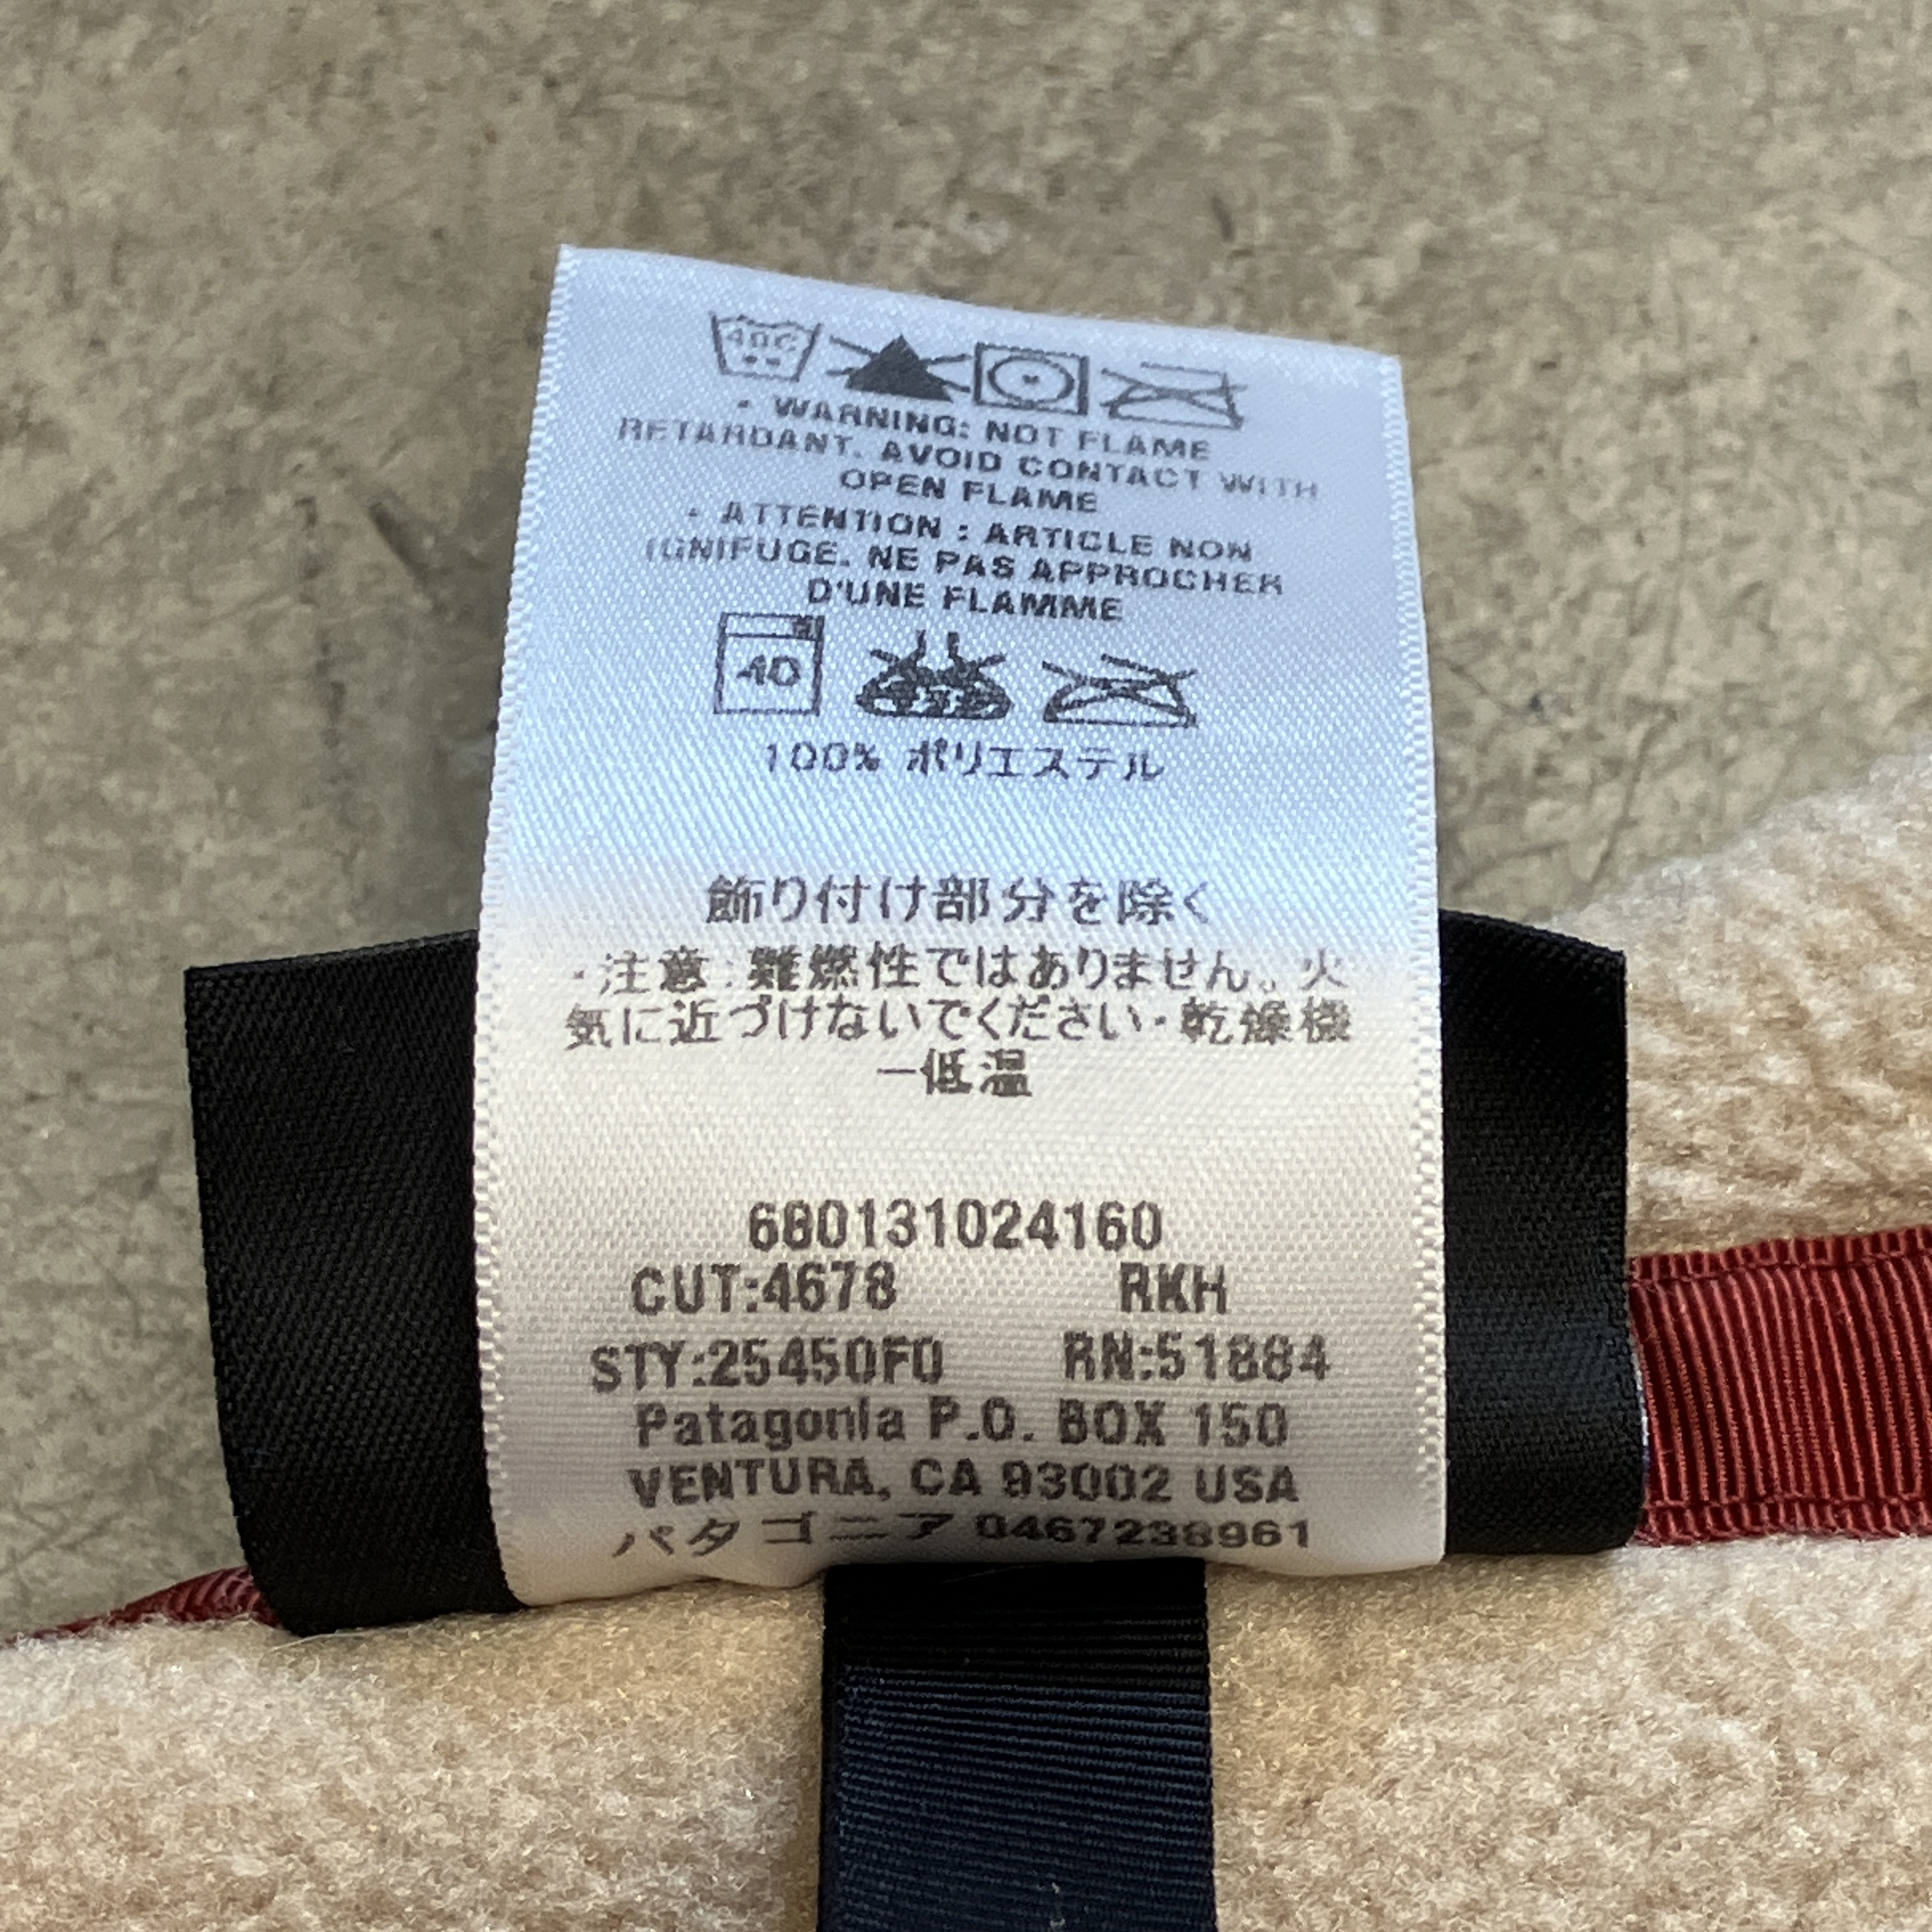 40C
• WARNING: NOT FLAME
RETARDANT. AVOID CONTACT WITH
OPEN FLAME
• ATTENTION : ARTICLE NON
IGNIFUGE. NE PAS APPROCHER
D'UNE FLAMME
40
100% ポリエステル
飾り付け部分を除く
・注意:難燃性ではありません。火
気に近づけないでください・乾燥機
ー低温
680131024160
CUT:4678 RKH
STY:25450F0 RN:51884
Patagonia P.O. BOX 150
VENTURA, CA 93002 USA
パタゴニア 0467238961